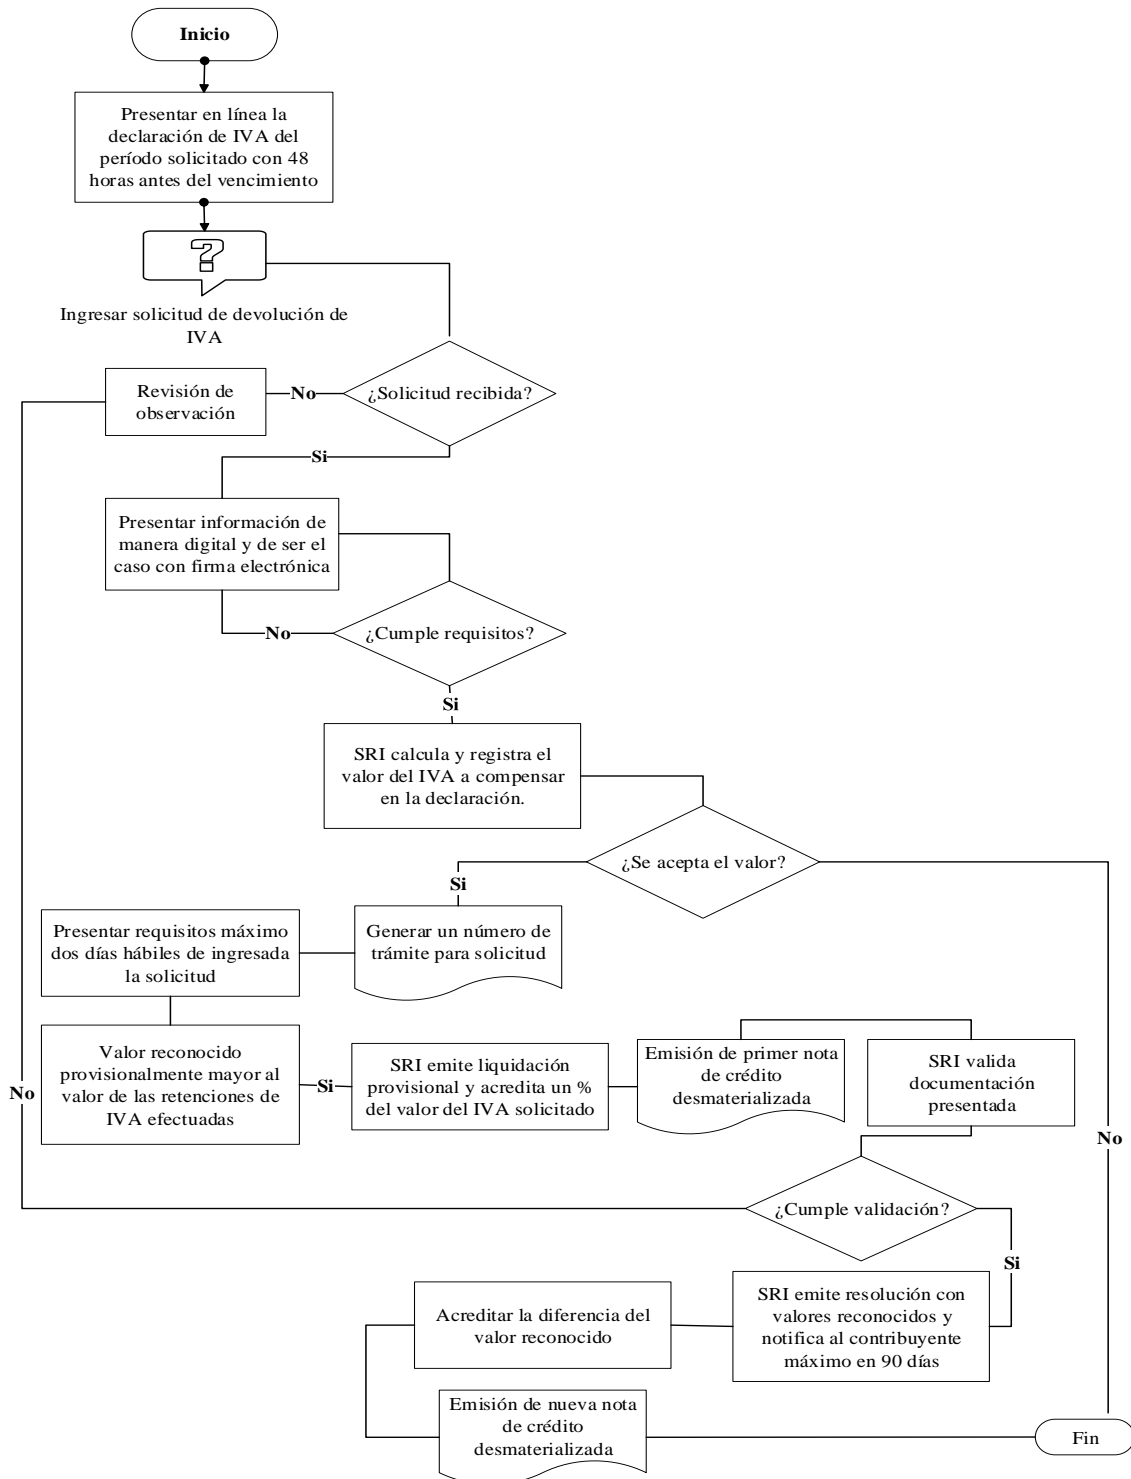 Inicio
Presentar en línea la
declaración de IVA del
período solicitado con 48
horas antes del vencimiento
?
Ingresar solicitud de devolución de
IVA
¿Solicitud recibida?
No
Revisión de
observación
Si
Presentar información de
manera digital y de ser el
caso con firma electrónica
¿Cumple requisitos?
No
Si
SRI calcula y registra el
valor del IVA a compensar
en la declaración.
¿Se acepta el valor?
Si
Generar un número de
trámite para solicitud
Presentar requisitos máximo
dos días hábiles de ingresada
la solicitud
Valor reconocido
provisionalmente mayor al
valor de las retenciones de
IVA efectuadas
Si
SRI emite liquidación
provisional y acredita un %
del valor del IVA solicitado
Emisión de primer nota
de crédito
desmaterializada
SRI valida
documentación
presentada
No
No
¿Cumple validación?
Si
SRI emite resolución con
valores reconocidos y
notifica al contribuyente
máximo en 90 días
Acreditar la diferencia del
valor reconocido
Emisión de nueva nota
de crédito
desmaterializada
Fin